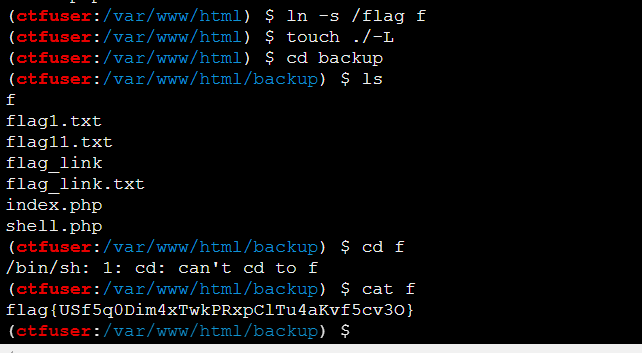 (ctfuser:/var/www/html) $ ln -s /flag f
(ctfuser:/var/www/html) $ touch ./-L
(ctfuser:/var/www/html) $ cd backup
(ctfuser:/var/www/html/backup) $ ls
f
flag1.txt
flag11.txt
flag_link
flag_link.txt
index.php
shell.php
(ctfuser:/var/www/html/backup) $ cd f
/bin/sh: 1: cd: can't cd to f
(ctfuser:/var/www/html/backup) $ cat f
flag{USf5q0Dim4xTwkPRxpClTu4aKvf5cv3O}
(ctfuser:/var/www/html/backup) $